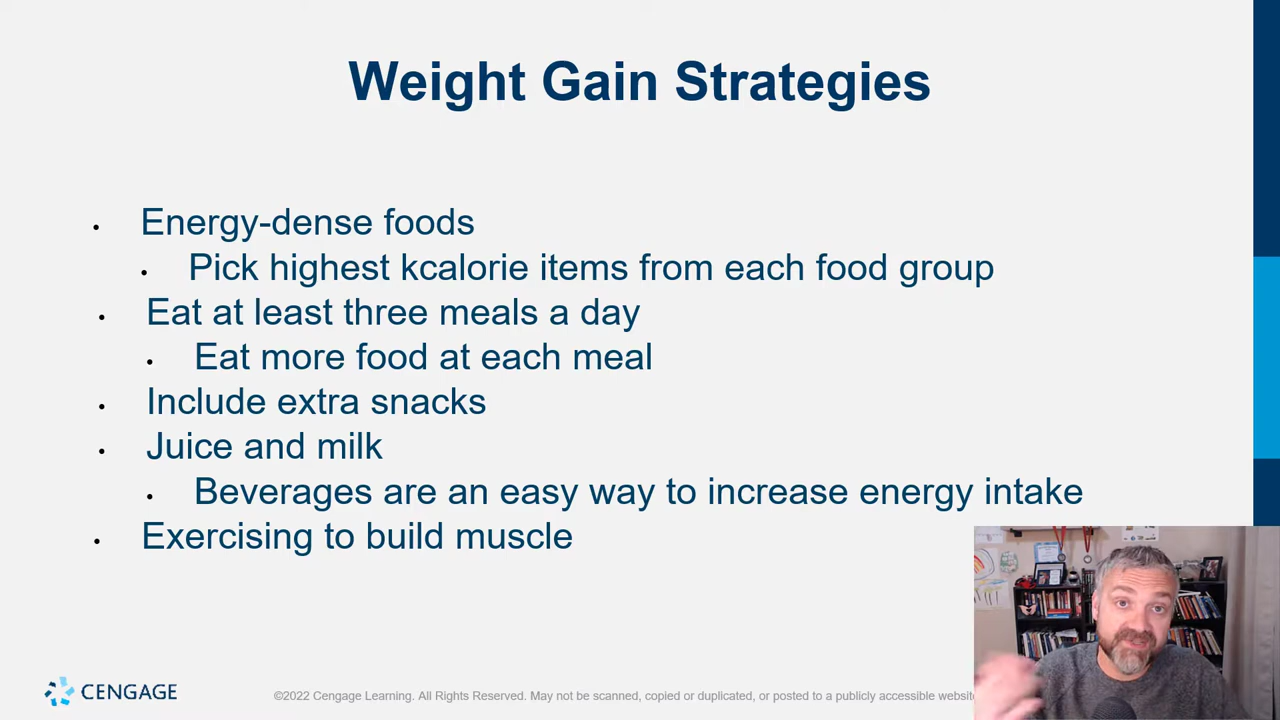 Weight Gain Strategies
• Energy-dense foods
• Pick highest kcalorie items from each food group
• Eat at least three meals a day
• Eat more food at each meal
• Include extra snacks
• Juice and milk
• Beverages are an easy way to increase energy intake
• Exercising to build muscle
CENGAGE
©2022 Cengage Learning. All Rights Reserved. May not be scanned, copied or duplicated, or posted to a publicly accessible website